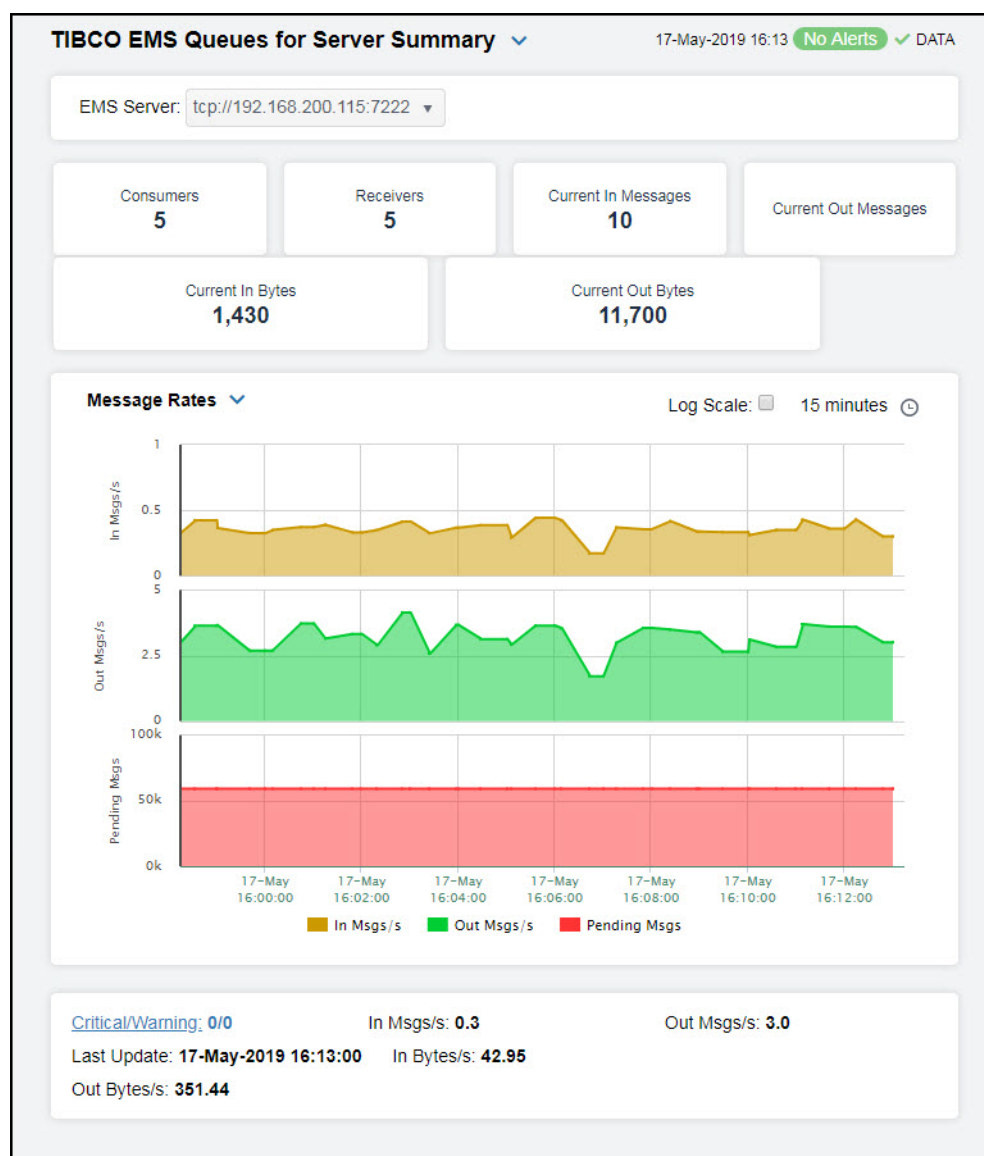 TIBCO EMS Queues for Server Summary 17-May-2019 16:13 No Alerts DATA
EMS Server: tcp://192.168.200.115:7222
Consumers
5
Receivers
5
Current In Messages
10
Current Out Messages
Current In Bytes
1,430
Current Out Bytes
11,700
Message Rates Log Scale: 15 minutes
1
0.5
0
In Msgs/s
5
2.5
0
Out Msgs/s
100k
50k
0k
Pending Msgs
17-May 17-May 17-May 17-May 17-May 17-May 17-May
16:00:00 16:02:00 16:04:00 16:06:00 16:08:00 16:10:00 16:12:00
In Msgs/s Out Msgs/s Pending Msgs
Critical/Warning: 0/0 In Msgs/s: 0.3 Out Msgs/s: 3.0
Last Update: 17-May-2019 16:13:00 In Bytes/s: 42.95
Out Bytes/s: 351.44